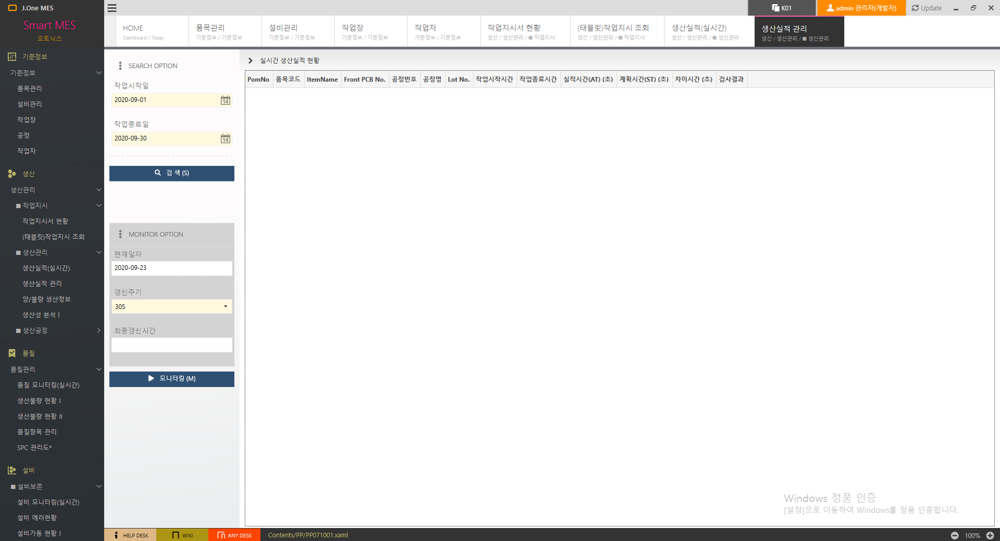 J.One MES
K01
admin 관리자(개발자)
Update
Smart MES
오토닉스
HOME
Dashboard / Today
품목관리
기준정보 / 기준정보
설비관리
기준정보 / 기준정보
작업장
기준정보 / 기준정보
작업자
기준정보 / 기준정보
작업지시서 현황
생산 / 생산관리 / ■ 작업지시
(태블릿)작업지시 조회
생산 / 생산관리 / ■ 작업지시
생산실적(실시간)
생산 / 생산관리 / ■ 생산관리
생산실적 관리
생산 / 생산관리 / ■ 생산관리
기준정보
기준정보
품목관리
설비관리
작업장
공정
작업자
생산
생산관리
■ 작업지시
작업지시서 현황
(태블릿)작업지시 조회
■ 생산관리
생산실적(실시간)
생산실적 관리
양/불량 생산정보
생산성 분석 I
■ 생산공정
품질
품질관리
품질 모니터링(실시간)
생산불량 현황 I
생산불량 현황 II
품질항목 관리
SPC 관리도*
설비
■ 설비보존
설비 모니터링(실시간)
설비 에러현황
설비가동 현황 I
SEARCH OPTION
작업시작일
2020-09-01
14
작업종료일
2020-09-30
14
검 색 (S)
MONITOR OPTION
현재일자
2020-09-23
갱신주기
30S
최종갱신시간
모니터링 (M)
실시간 생산실적 현황
PomNo 품목코드 ItemName Front PCB No. 공정번호 공정명 Lot No. 작업시작시간 작업종료시간 실적시간(AT) (초) 계획시간(ST) (초) 차이시간 (초) 검사결과
Windows 정품 인증
[설정]으로 이동하여 Windows를 정품 인증합니다.
HELP DESK
WIKI
ANY DESK
Contents/PP/PP071001.xaml
100%